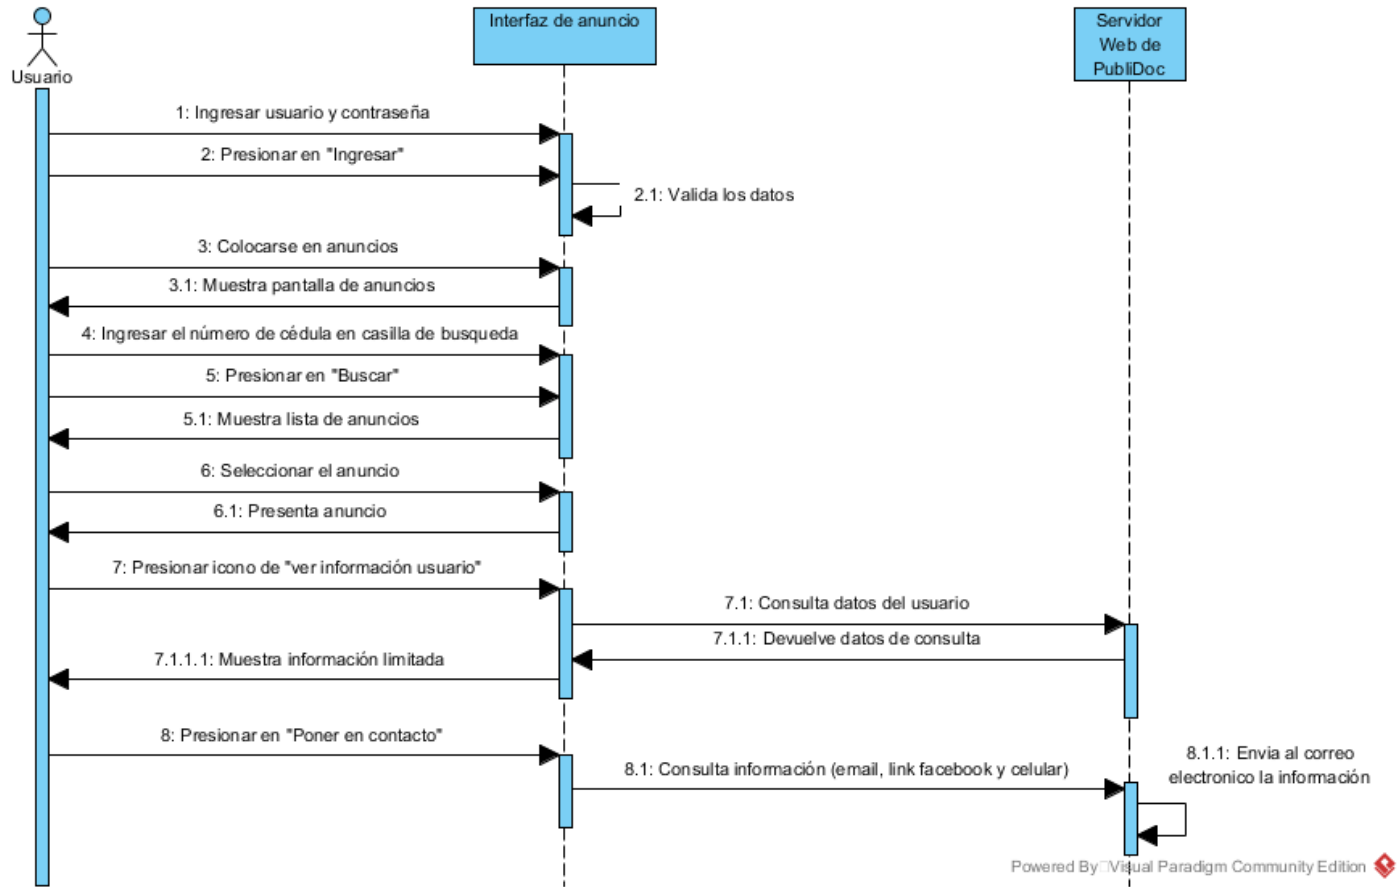 Usuario
Interfaz de anuncio
Servidor
Web de
PubliDoc
1: Ingresar usuario y contraseña
2: Presionar en "Ingresar"
2.1: Valida los datos
3: Colocarse en anuncios
3.1: Muestra pantalla de anuncios
4: Ingresar el número de cédula en casilla de busqueda
5: Presionar en "Buscar"
5.1: Muestra lista de anuncios
6: Seleccionar el anuncio
6.1: Presenta anuncio
7: Presionar icono de "ver información usuario"
7.1: Consulta datos del usuario
7.1.1: Devuelve datos de consulta
7.1.1.1: Muestra información limitada
8: Presionar en "Poner en contacto"
8.1: Consulta información (email, link facebook y celular)
8.1.1: Envia al correo
electronico la información
Powered By Visual Paradigm Community Edition